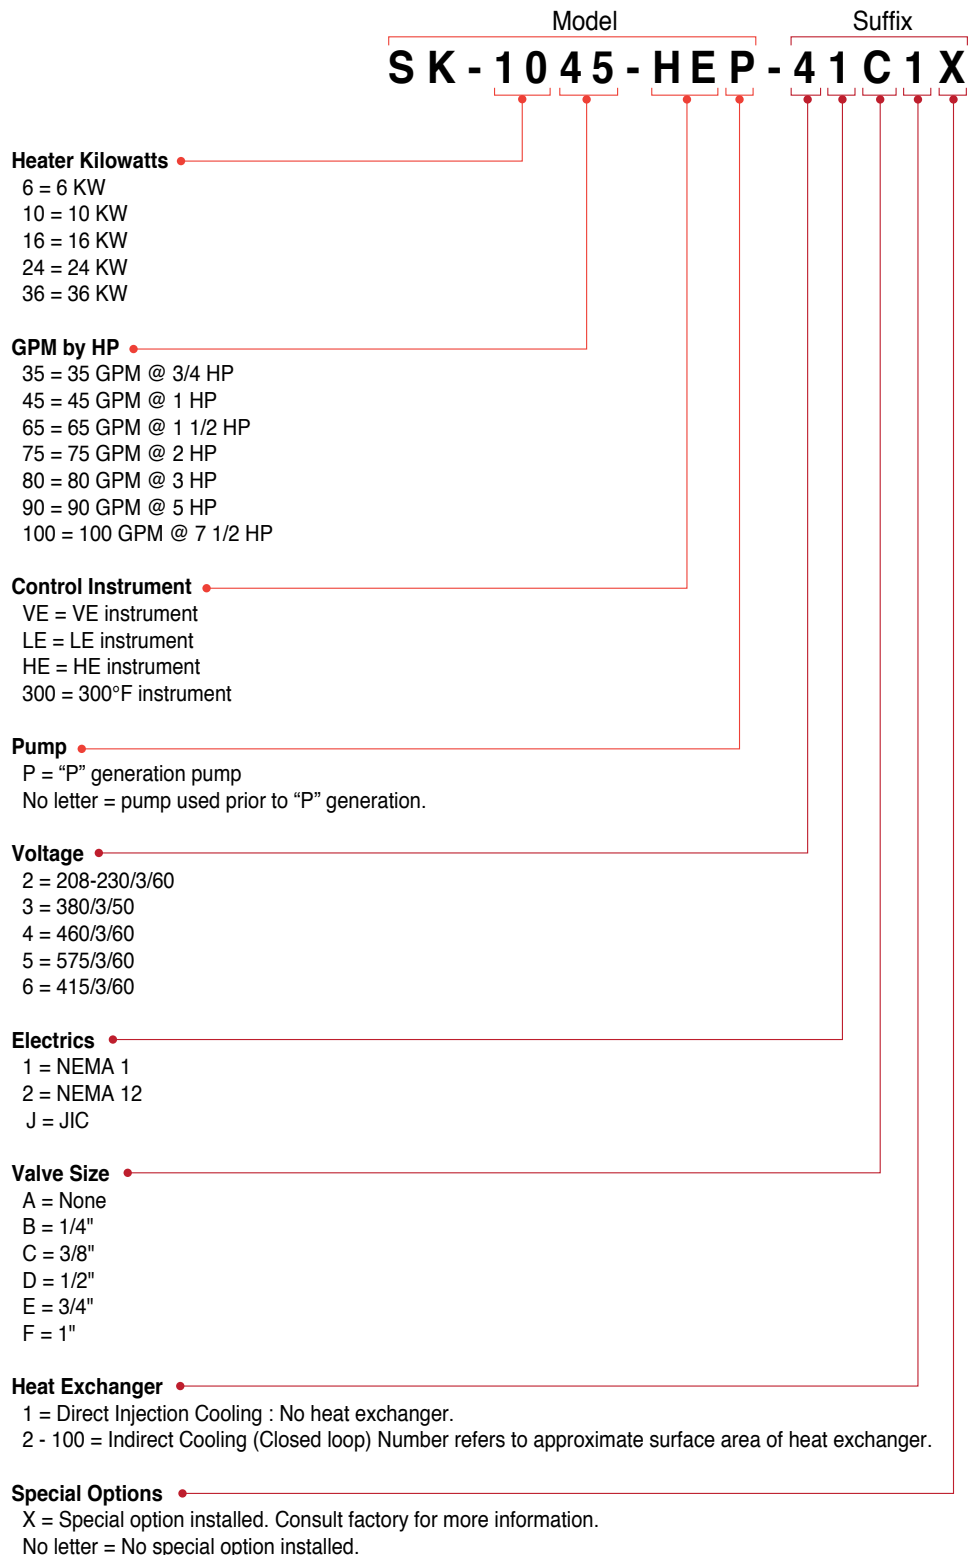 Model Suffix
SK-1045-HEP-41C1X
Heater Kilowatts
6 = 6 KW
10 = 10 KW
16 = 16 KW
24 = 24 KW
36 = 36 KW
GPM by HP
35 = 35 GPM @ 3/4 HP
45 = 45 GPM @ 1 HP
65 = 65 GPM @ 1 1/2 HP
75 = 75 GPM @ 2 HP
80 = 80 GPM @ 3 HP
90 = 90 GPM @ 5 HP
100 = 100 GPM @ 7 1/2 HP
Control Instrument
VE = VE instrument
LE = LE instrument
HE = HE instrument
300 = 300°F instrument
Pump
P = “P” generation pump
No letter = pump used prior to “P” generation.
Voltage
2 = 208-230/3/60
3 = 380/3/50
4 = 460/3/60
5 = 575/3/60
6 = 415/3/60
Electrics
1 = NEMA 1
2 = NEMA 12
J = JIC
Valve Size
A = None
B = 1/4"
C = 3/8"
D = 1/2"
E = 3/4"
F = 1"
Heat Exchanger
1 = Direct Injection Cooling : No heat exchanger.
2 - 100 = Indirect Cooling (Closed loop) Number refers to approximate surface area of heat exchanger.
Special Options
X = Special option installed. Consult factory for more information.
No letter = No special option installed.